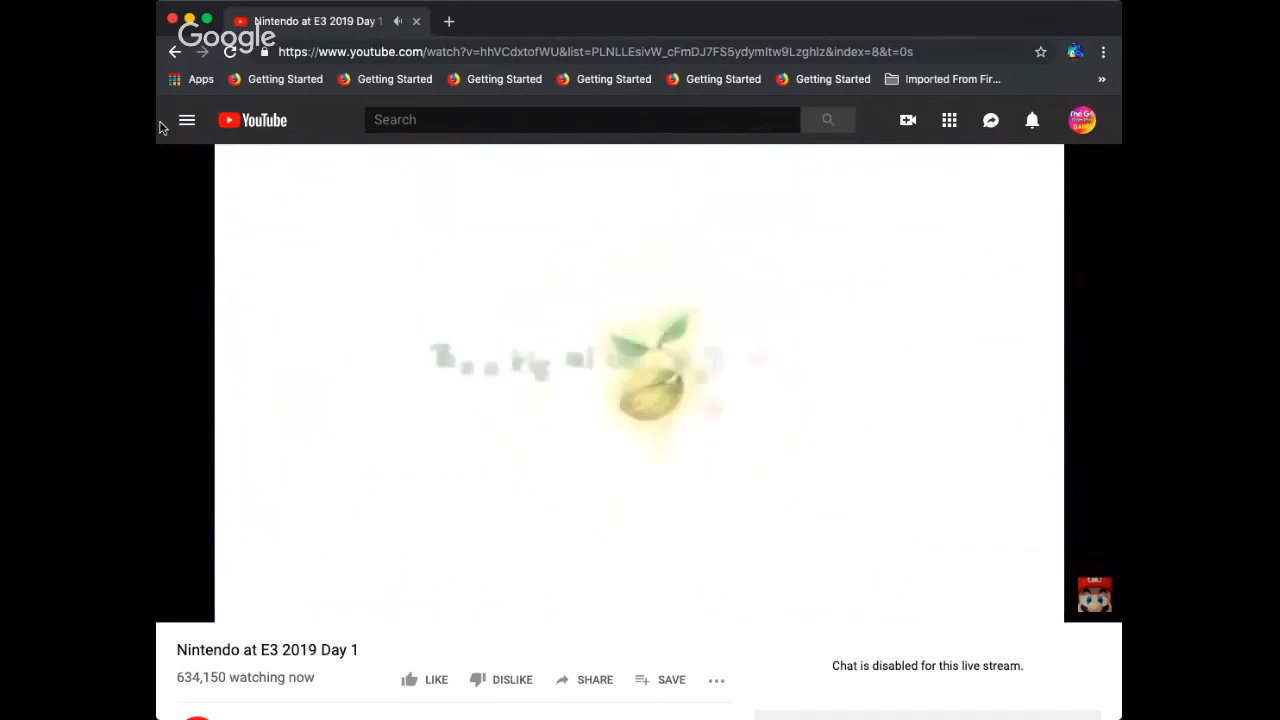 Nintendo at E3 2019 Day 1
Google
https://www.youtube.com/watch?v=hhVCdxtofWU&list=PLNLLEsivW_cFmDJ7FS5ydymItw9Lzghlz&index=8&t=0s
Apps Getting Started Getting Started Getting Started Getting Started Getting Started Getting Started Imported From Fir...
YouTube
Search
Nintendo at E3 2019 Day 1
634,150 watching now
LIKE DISLIKE SHARE SAVE
Chat is disabled for this live stream.